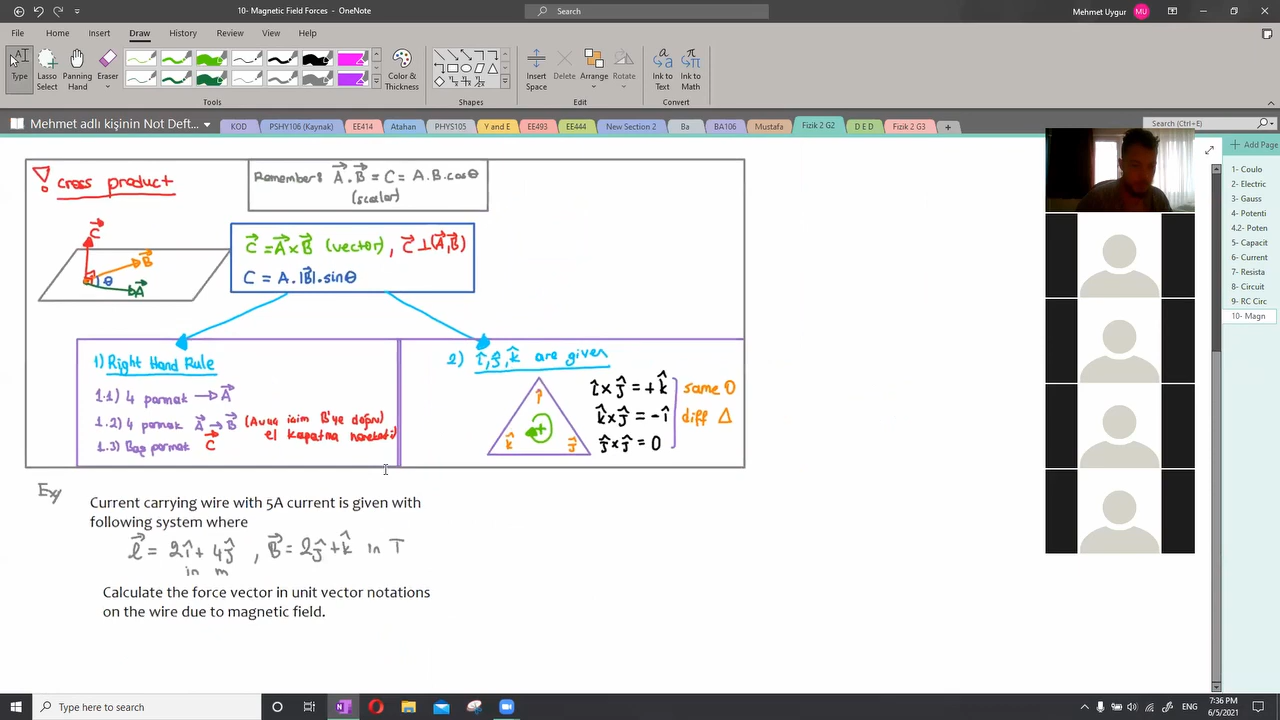 10- Magnetic Field Forces - OneNote
Search
Mehmet Uygur
MU
File Home Insert Draw History Review View Help
Type
Lasso Select
Panning Hand
Eraser
Color & Thickness
Insert Space
Delete
Arrange
Rotate
Ink to Text
Ink to Math
Tools
Shapes
Edit
Convert
Mehmet adlı kişinin Not Deft...
KOD
PSHY106 (Kaynak)
EE414
Atahan
PHYS105
Y and E
EE493
EE444
New Section 2
Ba
BA106
Mustafa
Fizik 2 G2
D E D
Fizik 2 G3
Search (Ctrl+E)
Add Page
1- Coulo
2- Electric
3- Gauss
4- Potenti
4.2- Poten
5- Capacit
6- Current
7- Resista
8- Circuit
9- RC Circ
10- Magn
! Cross product
Remember: A⃗.B⃗ = C = A.B.cosθ
(scalar)
C⃗
B⃗
θ
A⃗
C⃗ = A⃗ x B⃗ (vector), C⃗ ⊥ (A⃗,B⃗)
C = A.|B|.sinθ
1) Right Hand Rule
1.1) 4 parmak → A⃗
1.2) 4 parmak A⃗ → B⃗ (Avuç içim B'ye doğru
el kapatma hareketi)
1.3) Baş parmak C⃗
2) î, ĵ, k̂ are given
î
k̂
ĵ
+
î x ĵ = +k̂
k̂ x ĵ = -î
ĵ x ĵ = 0
same 0
diff Δ
Ex/
Current carrying wire with 5A current is given with
following system where
l⃗ = 2î + 4ĵ , B⃗ = 2ĵ + k̂ in T
in m
Calculate the force vector in unit vector notations
on the wire due to magnetic field.
Type here to search
ENG
7:36 PM
6/5/2021